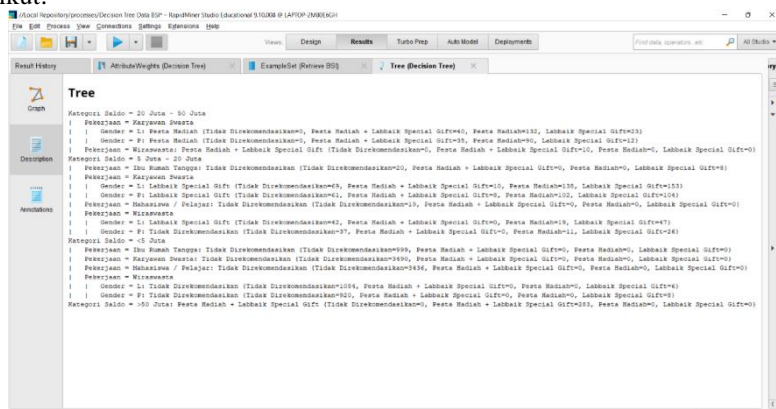 //Local Repository/processes/Decision Tree Data BSI* – RapidMiner Studio Educational 9.10.008 @ LAPTOP-
File Edit Process View Connections Settings Extensions Help
Views: Design Results Turbo Prep Auto Model Deployments Find data, operators...etc All Studio
Result History AttributeWeights (Decision Tree) ExampleSet (Retrieve BSI) Tree (Decision Tree)
Graph
Description
Annotations
Tree
Kategori Saldo = 20 Juta - 50 Juta
| Pekerjaan = Karyawan Swasta
| | Gender = L: Pesta Hadiah (Tidak Direkomendasikan=0, Pesta Hadiah + Labbaik Special Gift=40, Pesta Hadiah=132, Labbaik Special Gift=23)
| | Gender = P: Pesta Hadiah (Tidak Direkomendasikan=0, Pesta Hadiah + Labbaik Special Gift=35, Pesta Hadiah=90, Labbaik Special Gift=12)
| Pekerjaan = Wiraswasta: Pesta Hadiah + Labbaik Special Gift (Tidak Direkomendasikan=0, Pesta Hadiah + Labbaik Special Gift=10, Pesta Hadiah=0, Labbaik Special Gift=0)
Kategori Saldo = 5 Juta - 20 Juta
| Pekerjaan = Ibu Rumah Tangga: Tidak Direkomendasikan (Tidak Direkomendasikan=20, Pesta Hadiah + Labbaik Special Gift=0, Pesta Hadiah=0, Labbaik Special Gift=8)
| Pekerjaan = Karyawan Swasta
| | Gender = L: Labbaik Special Gift (Tidak Direkomendasikan=69, Pesta Hadiah + Labbaik Special Gift=10, Pesta Hadiah=138, Labbaik Special Gift=153)
| | Gender = P: Labbaik Special Gift (Tidak Direkomendasikan=61, Pesta Hadiah + Labbaik Special Gift=8, Pesta Hadiah=102, Labbaik Special Gift=104)
| Pekerjaan = Mahasiswa / Pelajar: Tidak Direkomendasikan (Tidak Direkomendasikan=15, Pesta Hadiah + Labbaik Special Gift=0, Pesta Hadiah=0, Labbaik Special Gift=0)
| Pekerjaan = Wiraswasta
| | Gender = L: Labbaik Special Gift (Tidak Direkomendasikan=42, Pesta Hadiah + Labbaik Special Gift=0, Pesta Hadiah=19, Labbaik Special Gift=47)
| | Gender = P: Tidak Direkomendasikan (Tidak Direkomendasikan=37, Pesta Hadiah + Labbaik Special Gift=0, Pesta Hadiah=11, Labbaik Special Gift=26)
Kategori Saldo = <5 Juta
| Pekerjaan = Ibu Rumah Tangga: Tidak Direkomendasikan (Tidak Direkomendasikan=999, Pesta Hadiah + Labbaik Special Gift=0, Pesta Hadiah=0, Labbaik Special Gift=0)
| Pekerjaan = Karyawan Swasta: Tidak Direkomendasikan (Tidak Direkomendasikan=3490, Pesta Hadiah + Labbaik Special Gift=0, Pesta Hadiah=0, Labbaik Special Gift=0)
| Pekerjaan = Mahasiswa / Pelajar: Tidak Direkomendasikan (Tidak Direkomendasikan=3436, Pesta Hadiah + Labbaik Special Gift=0, Pesta Hadiah=0, Labbaik Special Gift=0)
| Pekerjaan = Wiraswasta
| | Gender = L: Tidak Direkomendasikan (Tidak Direkomendasikan=1084, Pesta Hadiah + Labbaik Special Gift=0, Pesta Hadiah=0, Labbaik Special Gift=6)
| | Gender = P: Tidak Direkomendasikan (Tidak Direkomendasikan=920, Pesta Hadiah + Labbaik Special Gift=0, Pesta Hadiah=0, Labbaik Special Gift=8)
Kategori Saldo = >50 Juta: Pesta Hadiah + Labbaik Special Gift (Tidak Direkomendasikan=0, Pesta Hadiah + Labbaik Special Gift=283, Pesta Hadiah=0, Labbaik Special Gift=0)